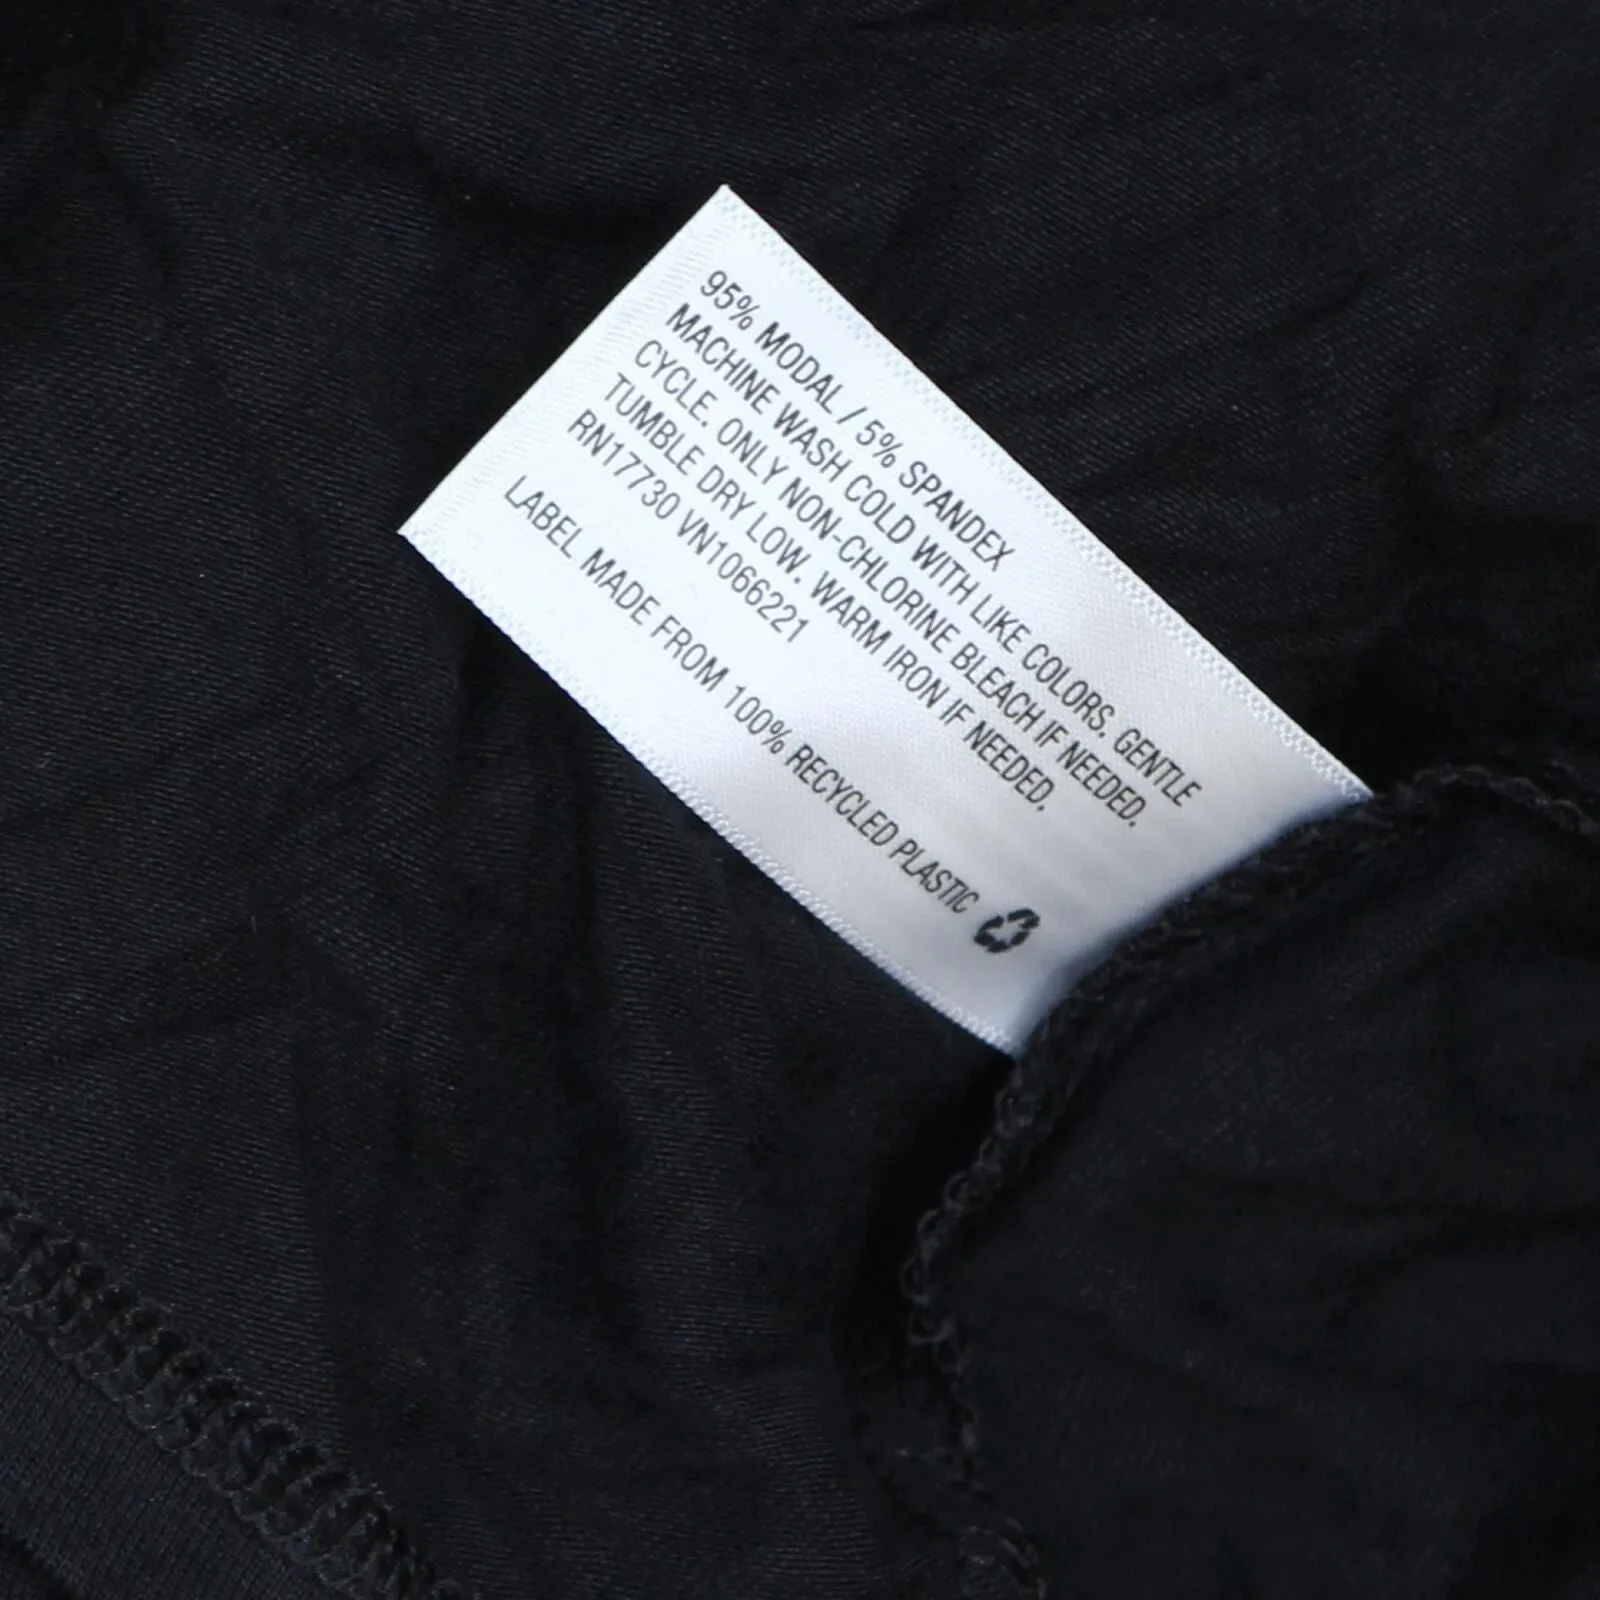 95% MODAL / 5% SPANDEX
MACHINE WASH COLD WITH LIKE COLORS, GENTLE
CYCLE. ONLY NON-CHLORINE BLEACH IF NEEDED.
TUMBLE DRY LOW. WARM IRON IF NEEDED.
RN17730 VN1066221
LABEL MADE FROM 100% RECYCLED PLASTIC